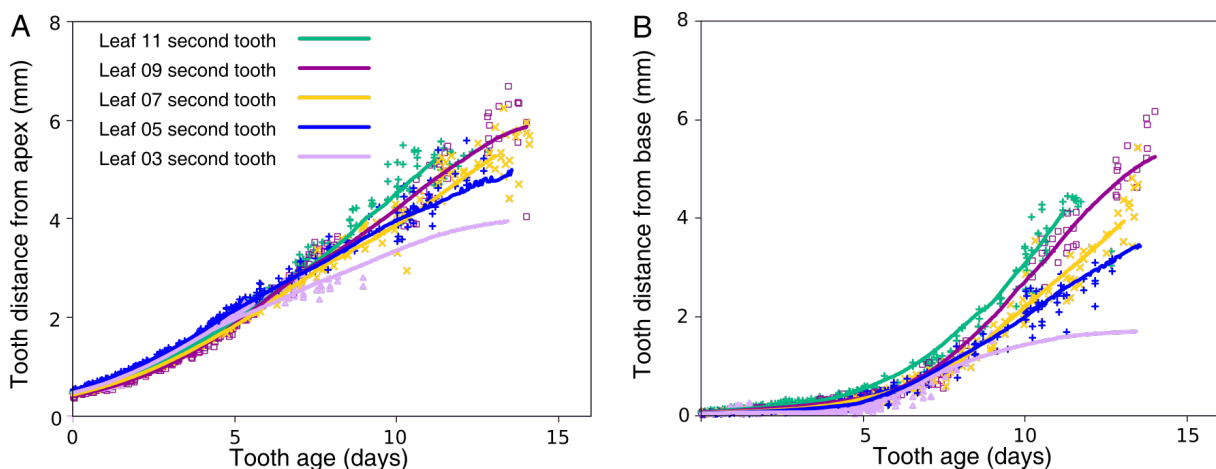 A
8
6
4
2
0
Tooth distance from apex (mm)
Leaf 11 second tooth
Leaf 09 second tooth
Leaf 07 second tooth
Leaf 05 second tooth
Leaf 03 second tooth
0 5 10 15
Tooth age (days)
B
8
6
4
2
0
Tooth distance from base (mm)
5 10 15
Tooth age (days)